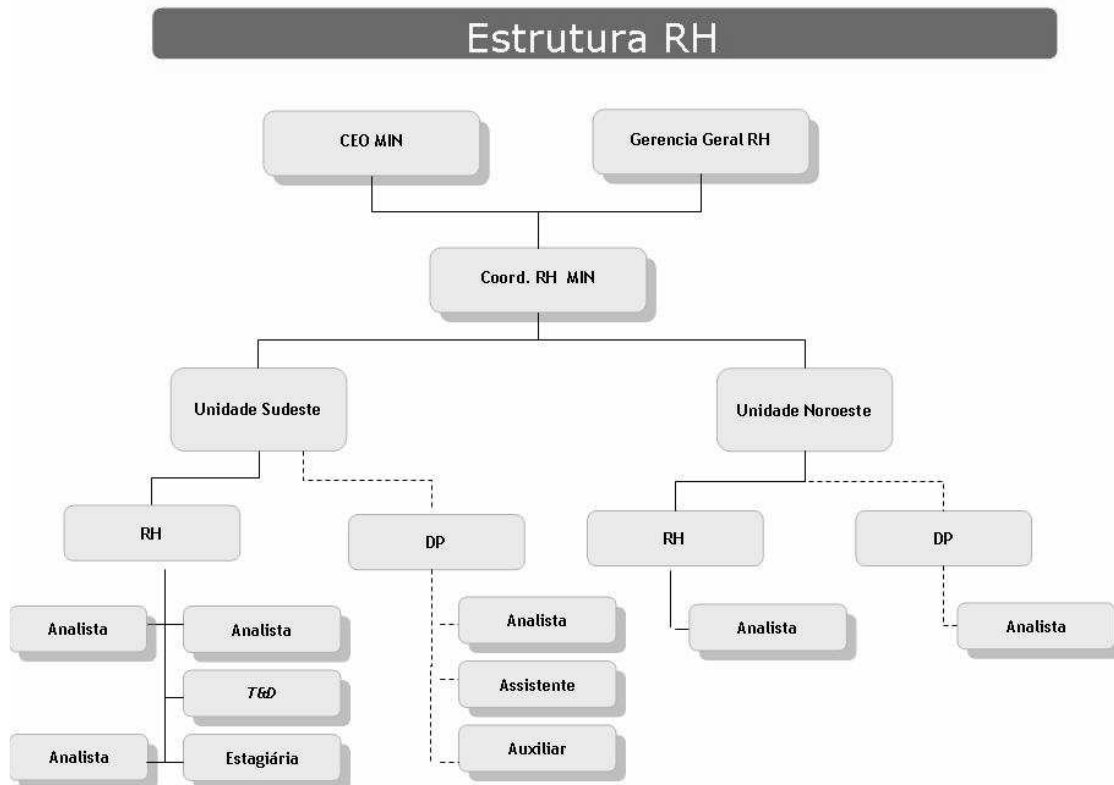 Estrutura RH
CEO MIN
Gerencia Geral RH
Coord. RH MIN
Unidade Sudeste
Unidade Noroeste
RH
DP
RH
DP
Analista
Analista
T&D
Analista
Estagiária
Analista
Assistente
Auxiliar
Analista
Analista